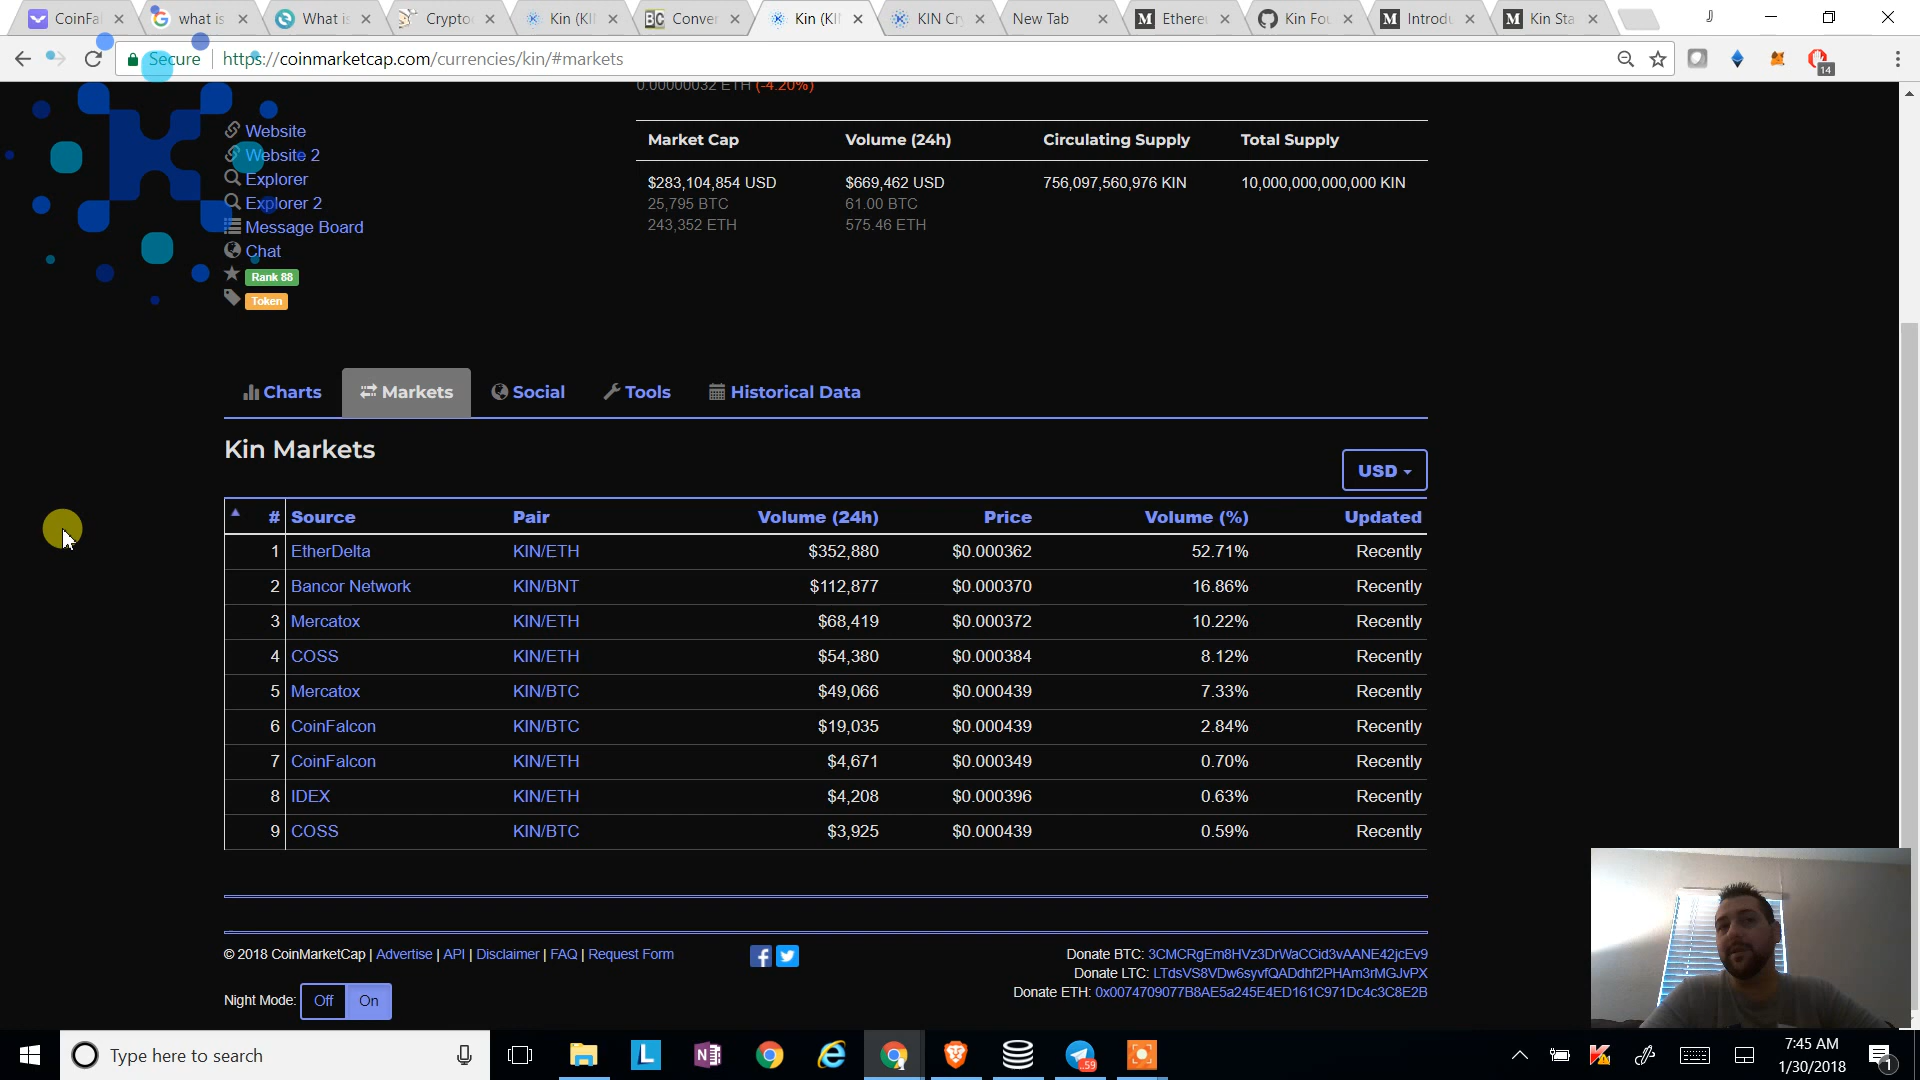 CoinFa
what is
What is
Crypto
Kin (KI
Conver
Kin (KI
KIN Cr
New Tab
Ethere
Kin Fou
Introdu
Kin Sta
Secure
https://coinmarketcap.com/currencies/kin/#markets
14
0.00000032 ETH (-4.20%)
Website
Website 2
Explorer
Explorer 2
Message Board
Chat
Rank 88
Token
Market Cap Volume (24h) Circulating Supply Total Supply
$283,104,854 USD $669,462 USD 756,097,560,976 KIN 10,000,000,000,000 KIN
25,795 BTC 61.00 BTC
243,352 ETH 575.46 ETH
Charts Markets Social Tools Historical Data
Kin Markets
USD
# Source Pair Volume (24h) Price Volume (%) Updated
1 EtherDelta KIN/ETH $352,880 $0.000362 52.71% Recently
2 Bancor Network KIN/BNT $112,877 $0.000370 16.86% Recently
3 Mercatox KIN/ETH $68,419 $0.000372 10.22% Recently
4 COSS KIN/ETH $54,380 $0.000384 8.12% Recently
5 Mercatox KIN/BTC $49,066 $0.000439 7.33% Recently
6 CoinFalcon KIN/BTC $19,035 $0.000439 2.84% Recently
7 CoinFalcon KIN/ETH $4,671 $0.000349 0.70% Recently
8 IDEX KIN/ETH $4,208 $0.000396 0.63% Recently
9 COSS KIN/BTC $3,925 $0.000439 0.59% Recently
© 2018 CoinMarketCap | Advertise | API | Disclaimer | FAQ | Request Form
Donate BTC: 3CMCRgEm8HVz3DrWaCCid3vAANE42jcEv9
Donate LTC: LTdsVS8VDw6syvfQADdhf2PHAm3rMGJvPX
Donate ETH: 0x0074709077B8AE5a245E4ED161C971Dc4c3C8E2B
Night Mode: Off On
Type here to search
7:45 AM
1/30/2018